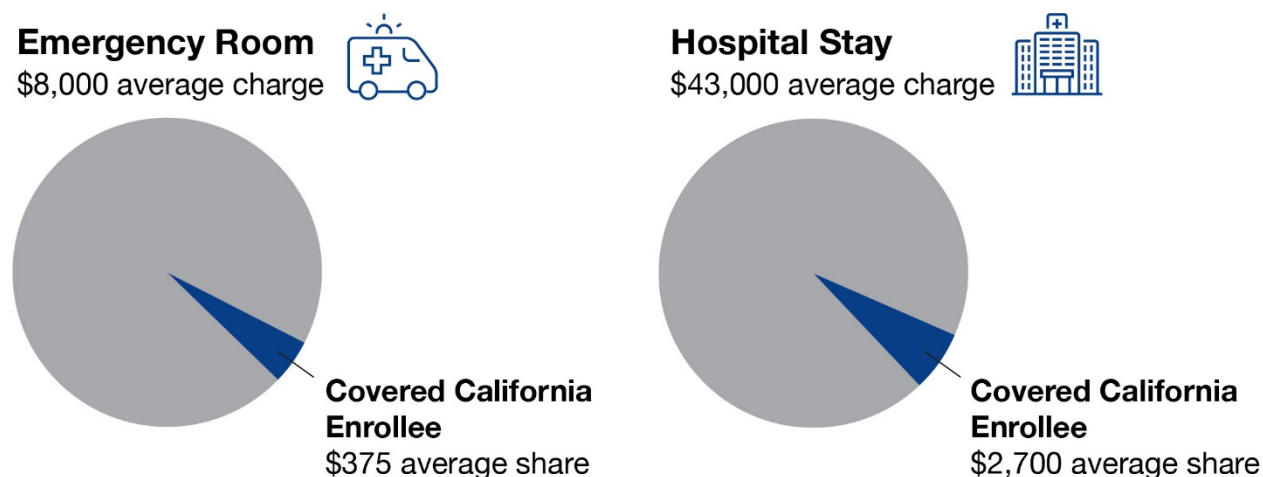 Emergency Room
$8,000 average charge
Covered California
Enrollee
$375 average share
Hospital Stay
$43,000 average charge
Covered California
Enrollee
$2,700 average share